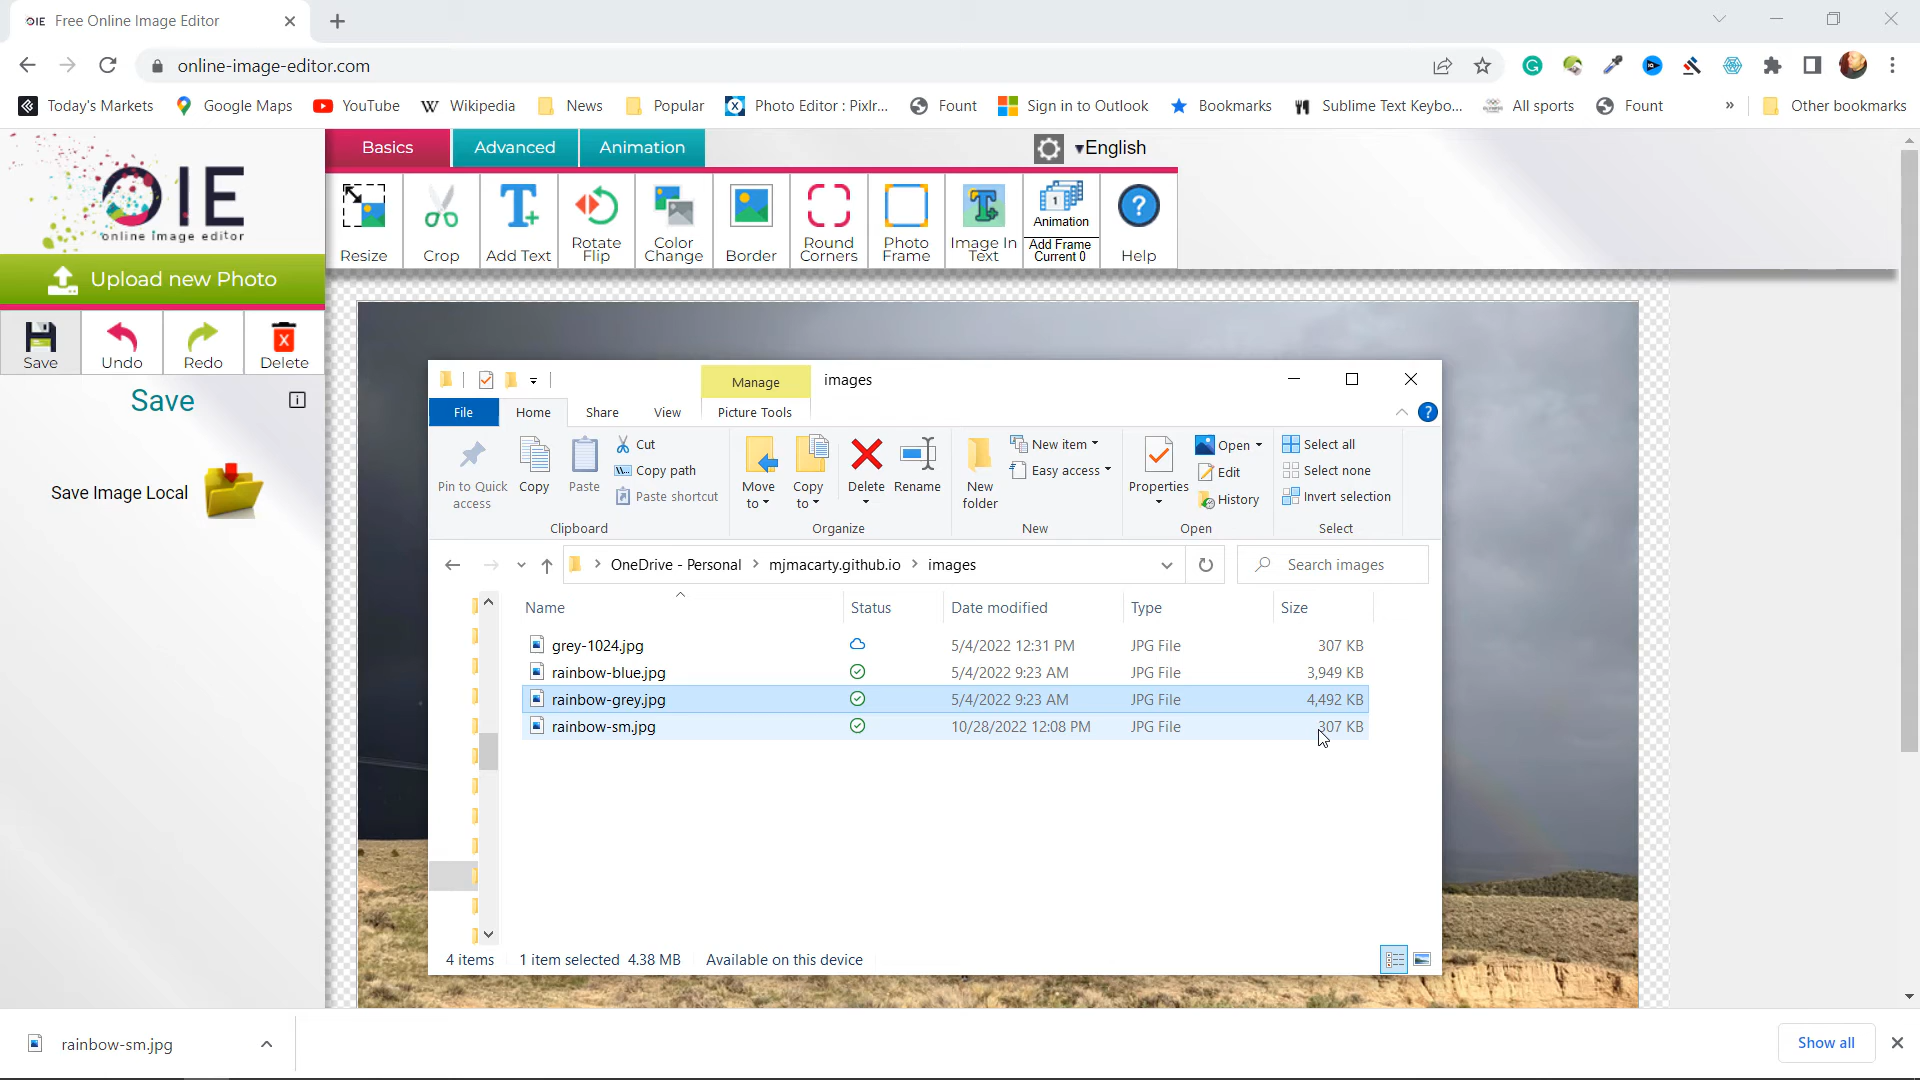 OIE Free Online Image Editor
online-image-editor.com
Today's Markets Google Maps YouTube Wikipedia News Popular Photo Editor : Pixlr... Fount Sign in to Outlook Bookmarks Sublime Text Keybo... All sports Fount » Other bookmarks
OIE
online image editor
Basics Advanced Animation ▾English
Resize Crop Add Text Rotate Flip Color Change Border Round Corners Photo Frame Image In Text 1 Animation Add Frame Current 0 ? Help
Upload new Photo
Save Undo Redo Delete
Save
Save Image Local
Manage images
File Home Share View Picture Tools
Pin to Quick access Copy Paste Cut Copy path Paste shortcut
Move to Copy to Delete Rename
New folder New item Easy access
Properties Open Edit History
Select all Select none Invert selection
Clipboard Organize New Open Select
OneDrive - Personal > mjmacarty.github.io > images Search images
Name Status Date modified Type Size
grey-1024.jpg 5/4/2022 12:31 PM JPG File 307 KB
rainbow-blue.jpg 5/4/2022 9:23 AM JPG File 3,949 KB
rainbow-grey.jpg 5/4/2022 9:23 AM JPG File 4,492 KB
rainbow-sm.jpg 10/28/2022 12:08 PM JPG File 307 KB
4 items 1 item selected 4.38 MB Available on this device
rainbow-sm.jpg Show all